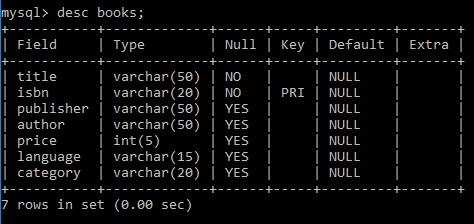 mysql> desc books;
+-----------+-------------+------+-----+---------+-------+
| Field | Type | Null | Key | Default | Extra |
+-----------+-------------+------+-----+---------+-------+
| title | varchar(50) | NO | | NULL | |
| isbn | varchar(20) | NO | PRI | NULL | |
| publisher | varchar(50) | YES | | NULL | |
| author | varchar(50) | YES | | NULL | |
| price | int(5) | YES | | NULL | |
| language | varchar(15) | YES | | NULL | |
| category | varchar(20) | YES | | NULL | |
+-----------+-------------+------+-----+---------+-------+
7 rows in set (0.00 sec)